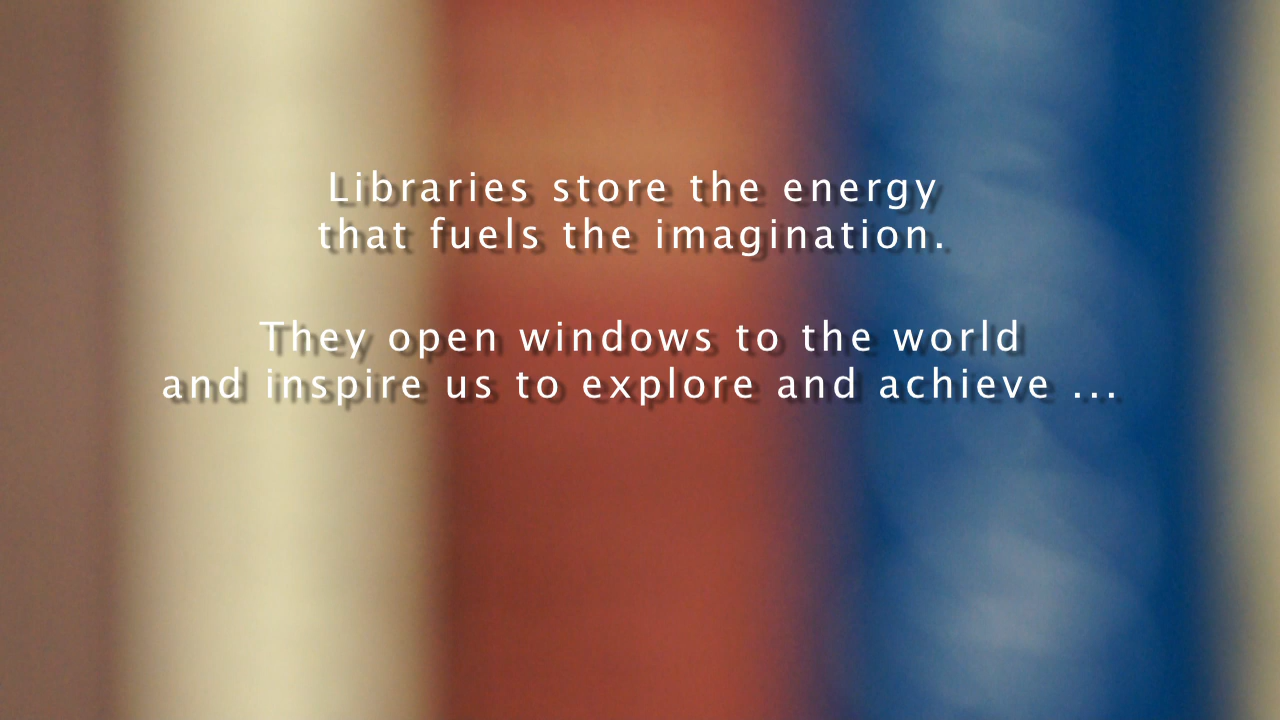 Libraries store the energy
that fuels the imagination.
They open windows to the world
and inspire us to explore and achieve ...